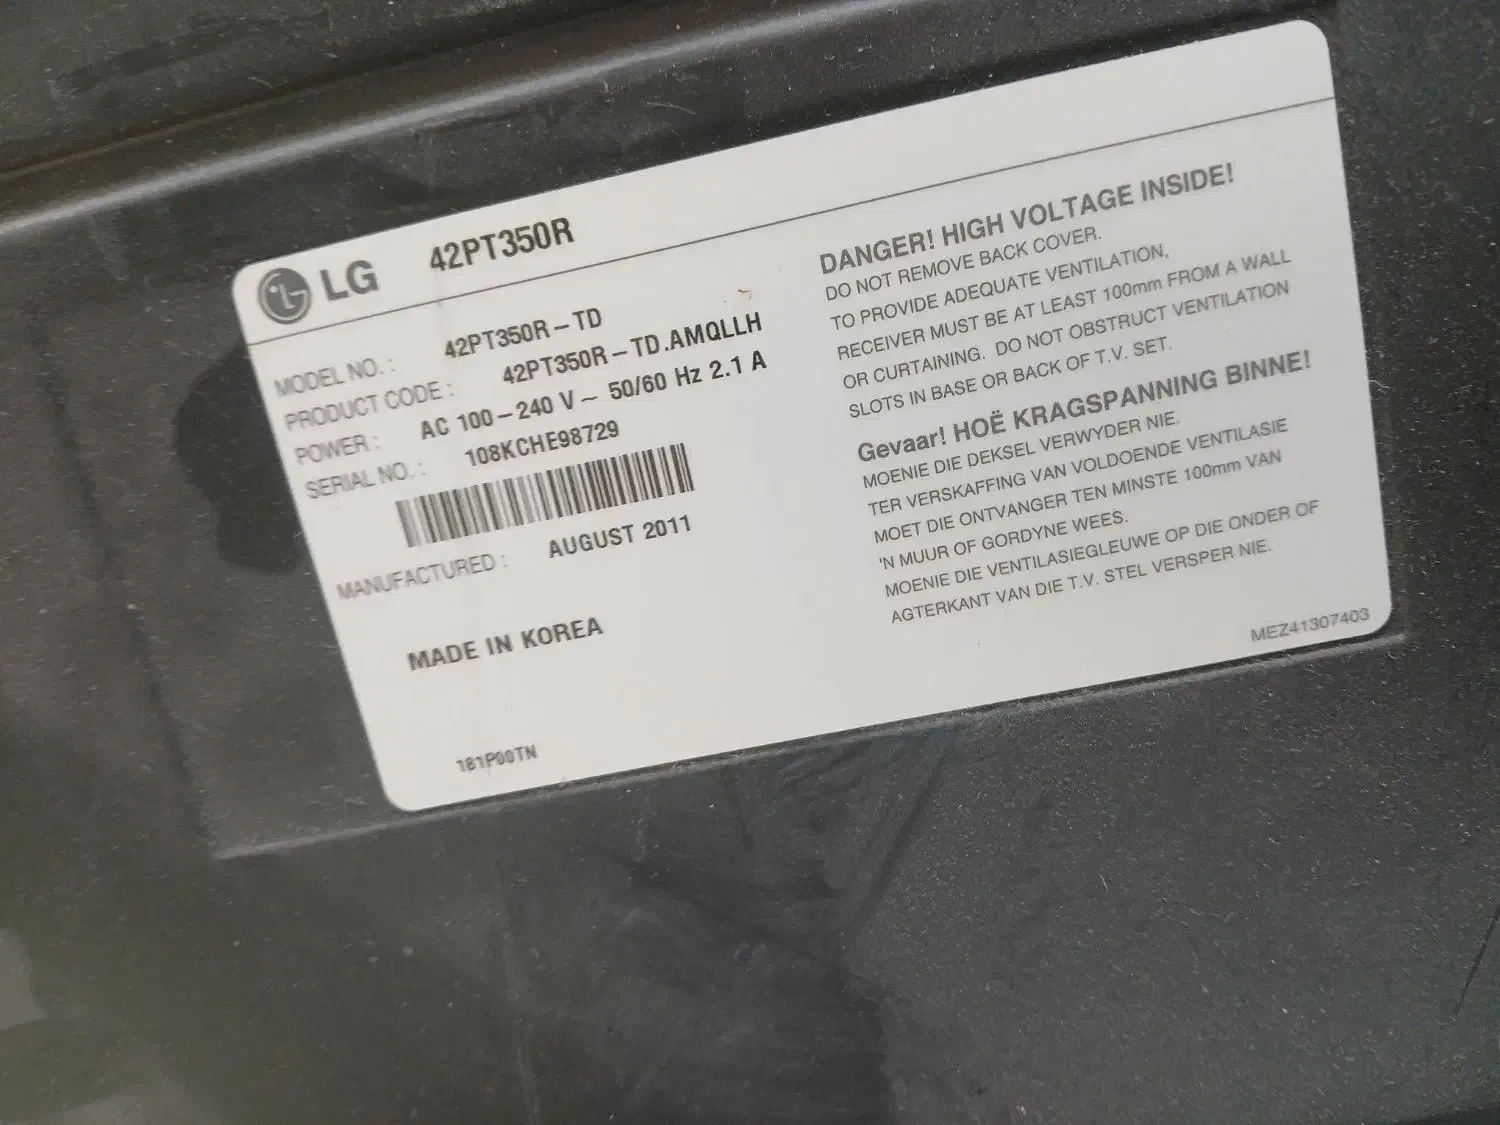 LG 42PT350R
MODEL NO. : 42PT350R-TD
PRODUCT CODE : 42PT350R-TD.AMQLLH
POWER : AC 100-240 V ~ 50/60 Hz 2.1 A
SERIAL NO. : 108KCHE98729
MANUFACTURED : AUGUST 2011
MADE IN KOREA
181P00TN
DANGER! HIGH VOLTAGE INSIDE!
DO NOT REMOVE BACK COVER.
TO PROVIDE ADEQUATE VENTILATION,
RECEIVER MUST BE AT LEAST 100mm FROM A WALL
OR CURTAINING. DO NOT OBSTRUCT VENTILATION
SLOTS IN BASE OR BACK OF T.V. SET.
Gevaar! HOË KRAGSPANNING BINNE!
MOENIE DIE DEKSEL VERWYDER NIE.
TER VERSKAFFING VAN VOLDOENDE VENTILASIE
MOET DIE ONTVANGER TEN MINSTE 100mm VAN
'N MUUR OF GORDYNE WEES.
MOENIE DIE VENTILASIEGLEUWE OP DIE ONDER OF
AGTERKANT VAN DIE T.V. STEL VERSPER NIE.
MEZ41307403